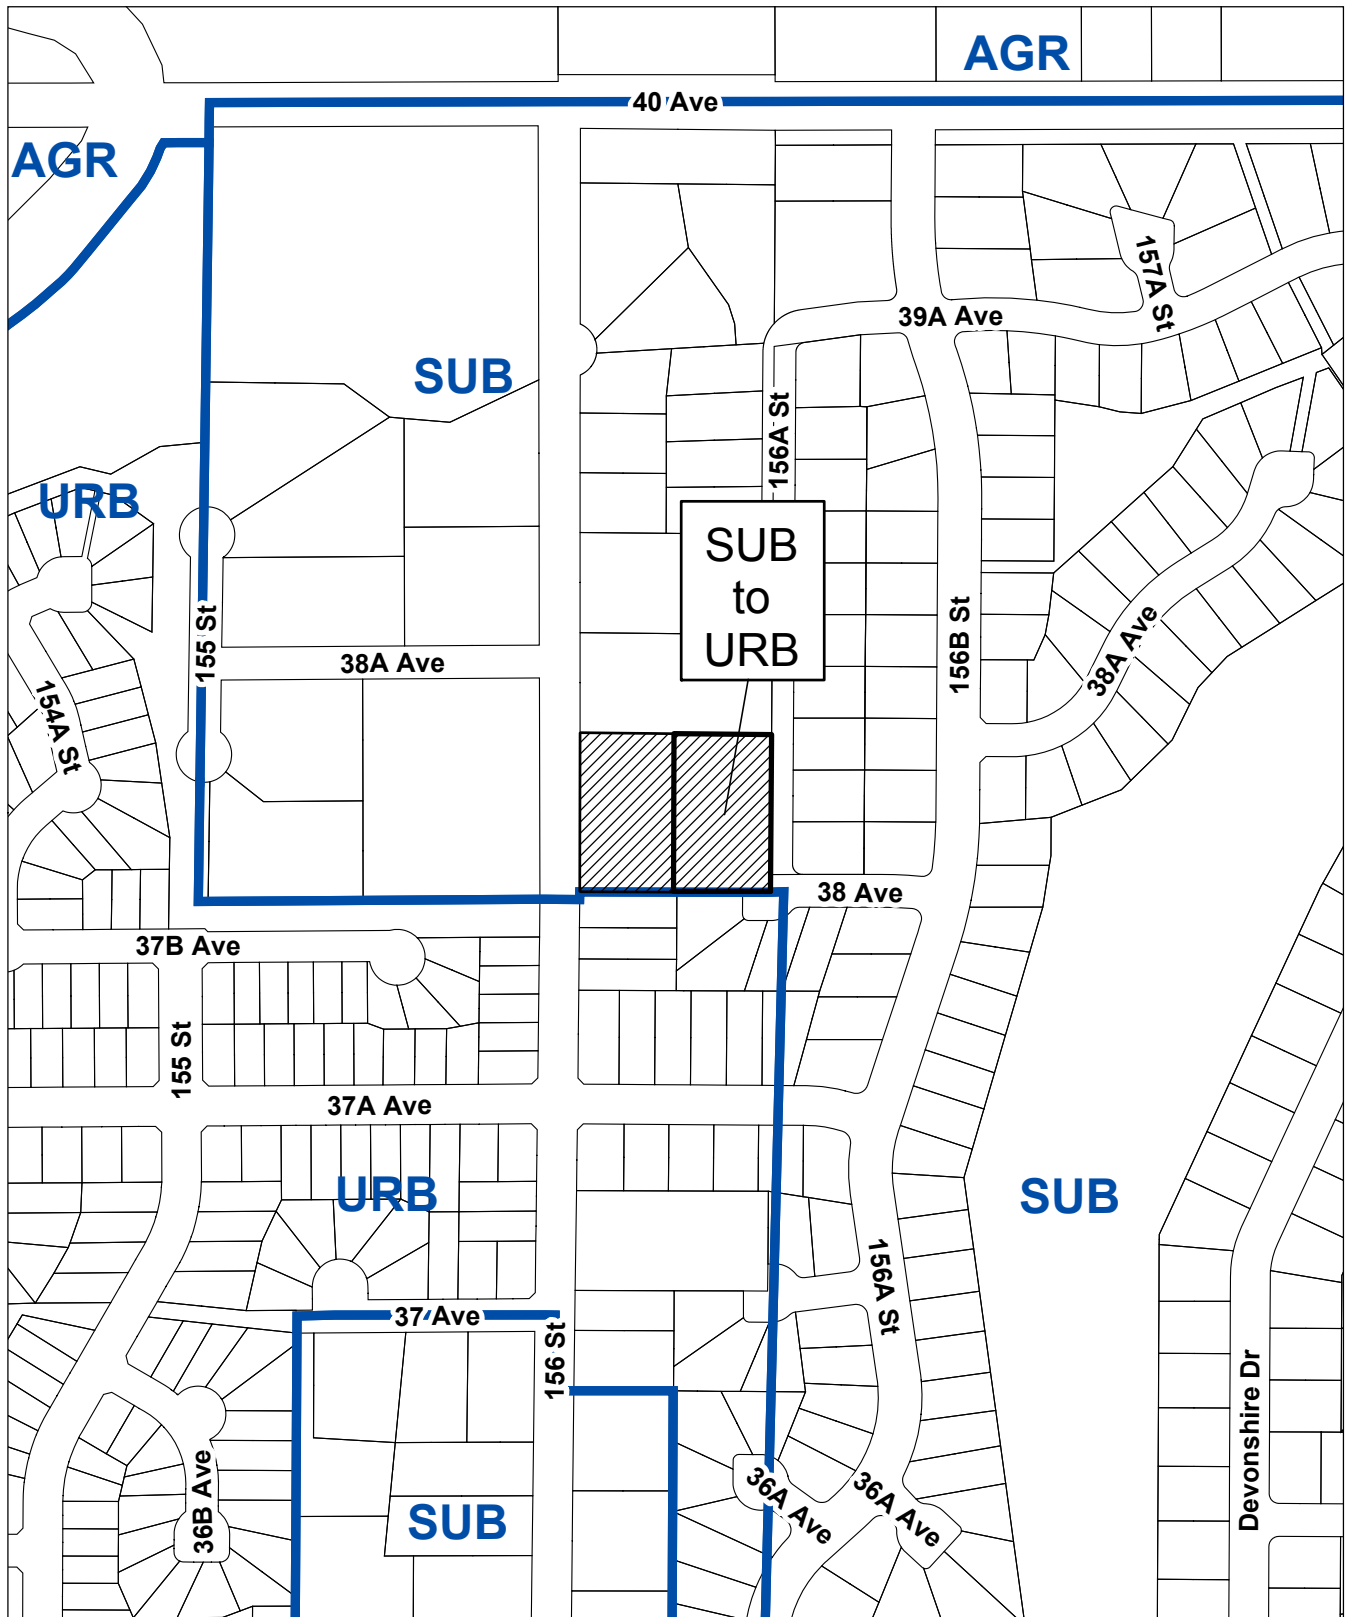 AGR
40 Ave
AGR
157A St
39A Ave
SUB
156A St
URB
SUB
to
URB
155 St
156B St
38A Ave
38A Ave
154A St
38 Ave
37B Ave
155 St
37A Ave
URB
SUB
156A St
37 Ave
156 St
Devonshire Dr
36B Ave
SUB
36A Ave
36A Ave